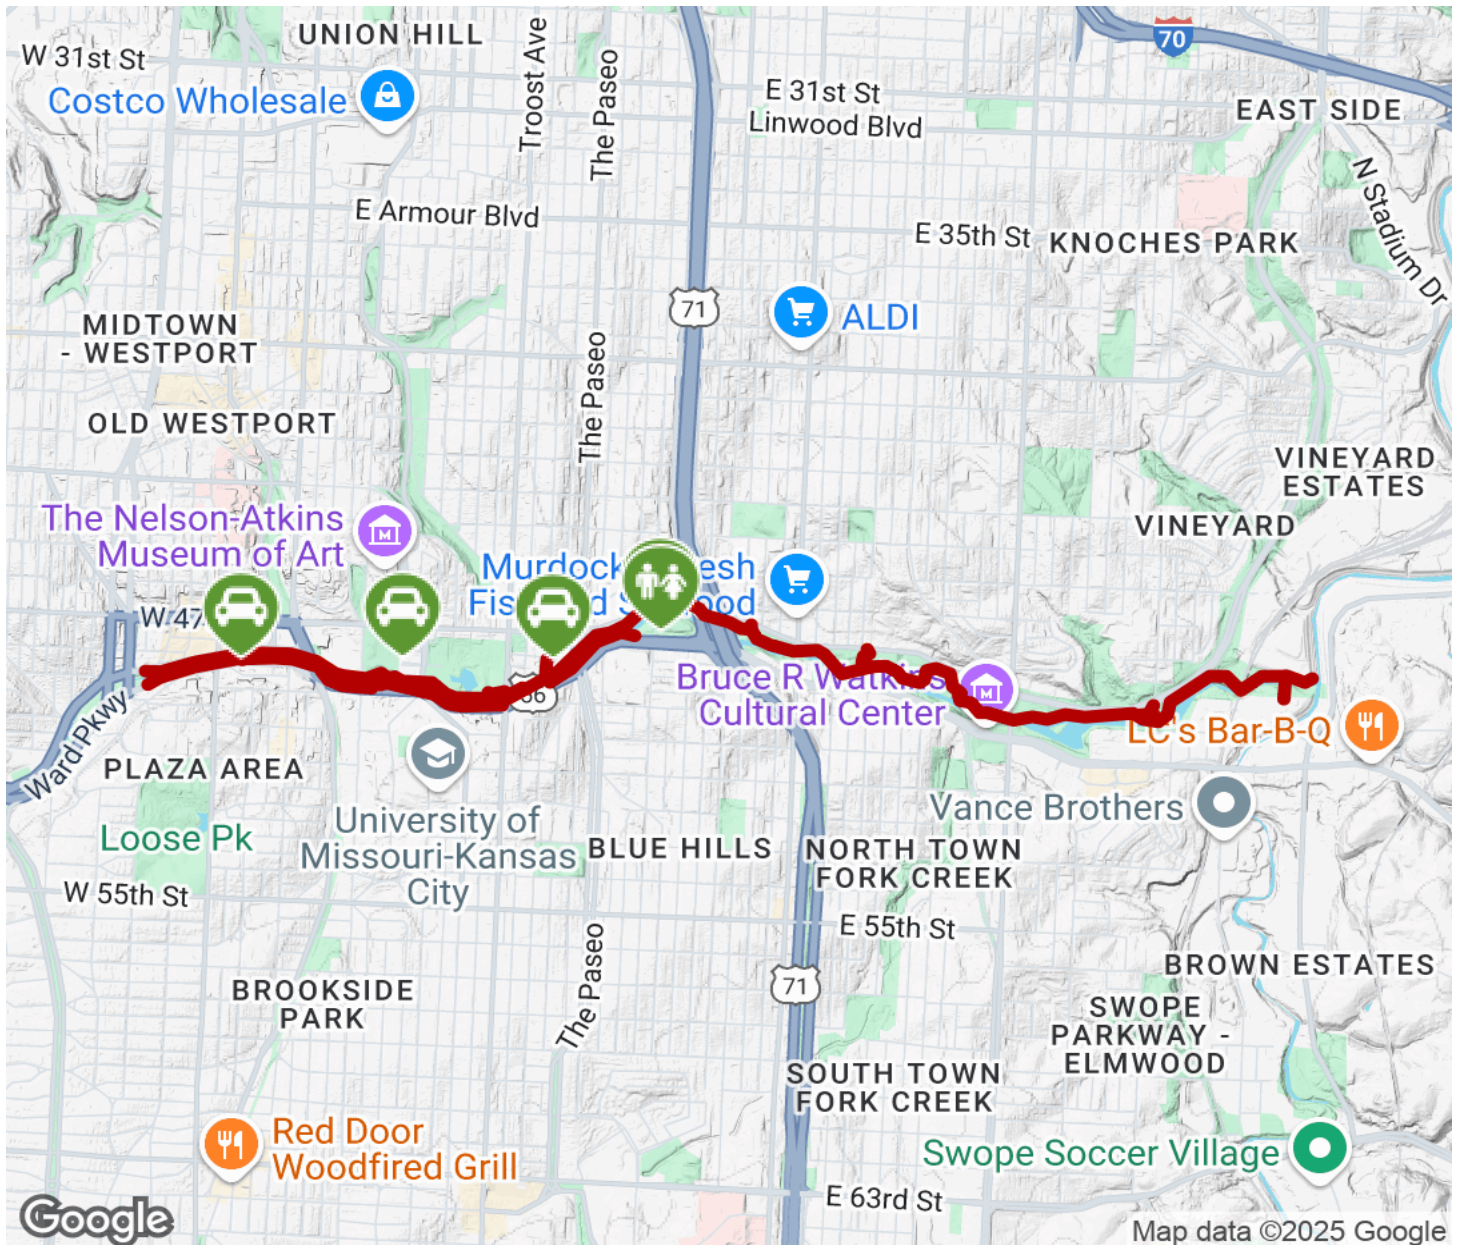 UNION HILL
W 31st St
Costco Wholesale
Troost Ave
The Paseo
70
E 31st St
Linwood Blvd
EAST SIDE
N Stadium Dr
E Armour Blvd
E 35th St
KNOCHES PARK
71
ALDI
MIDTOWN
- WESTPORT
The Paseo
OLD WESTPORT
VINEYARD
ESTATES
VINEYARD
The Nelson-Atkins
Museum of Art
W 47
Bruce R Watkins
Cultural Center
Ward Pkwy
LC's Bar-B-Q
PLAZA AREA
Vance Brothers
University of
Missouri-Kansas
City
Loose Pk
BLUE HILLS
NORTH TOWN
FORK CREEK
W 55th St
E 55th St
BROWN ESTATES
BROOKSIDE
PARK
71
The Paseo
SWOPE
PARKWAY -
ELMWOOD
SOUTH TOWN
FORK CREEK
Red Door
Woodfired Grill
Swope Soccer Village
E 63rd St
Google
Map data ©2025 Google